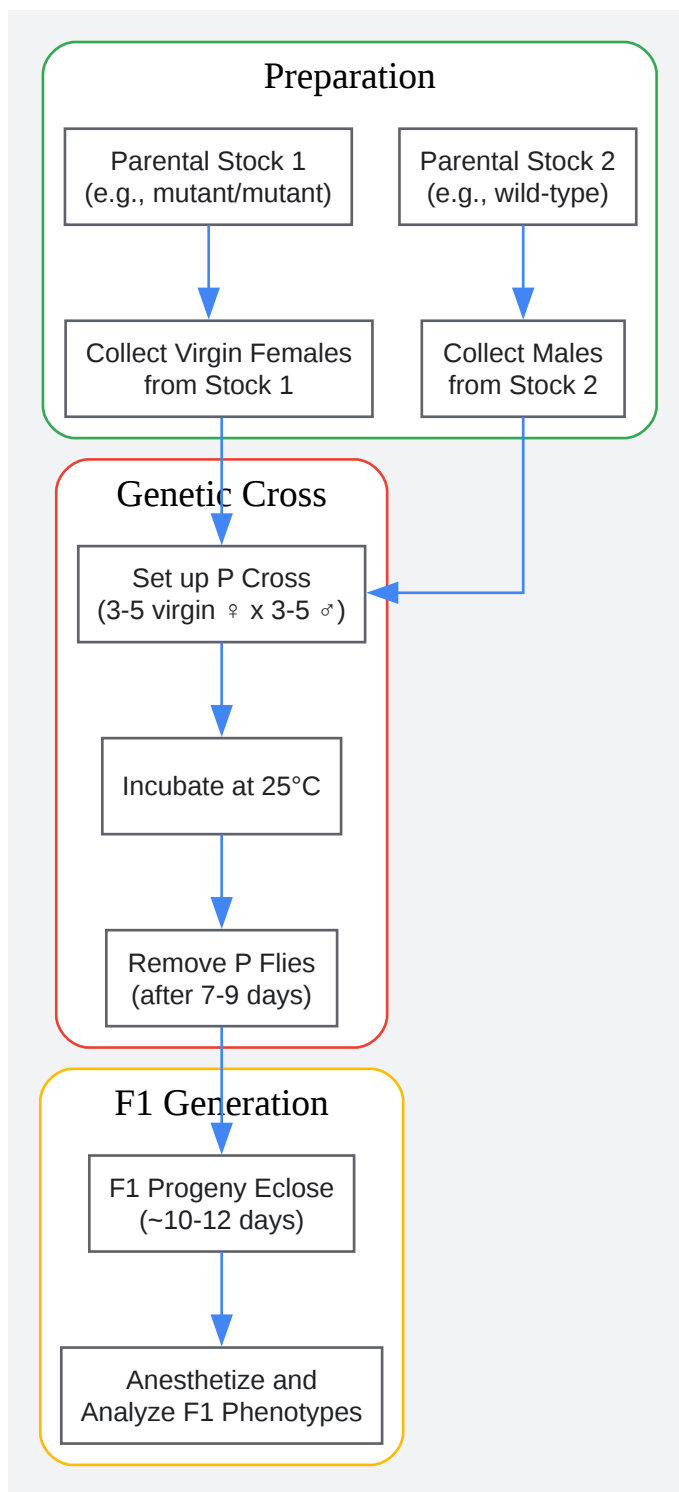 Preparation
Parental Stock 1
(e.g., mutant/mutant)
Parental Stock 2
(e.g., wild-type)
Collect Virgin Females
from Stock 1
Collect Males
from Stock 2
Genetic Cross
Set up P Cross
(3-5 virgin ♀ x 3-5 ♂)
Incubate at 25°C
Remove P Flies
(after 7-9 days)
F1 Generation
F1 Progeny Eclose
(~10-12 days)
Anesthetize and
Analyze F1 Phenotypes